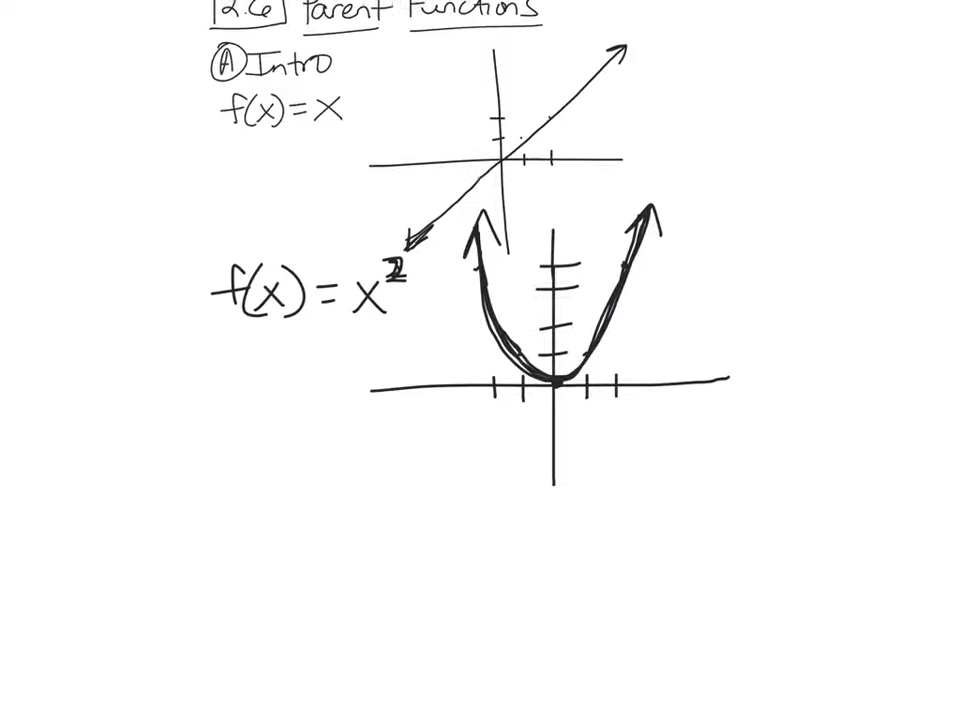 2.6 Parent Functions
A Intro
f(x) = x
f(x) = x²